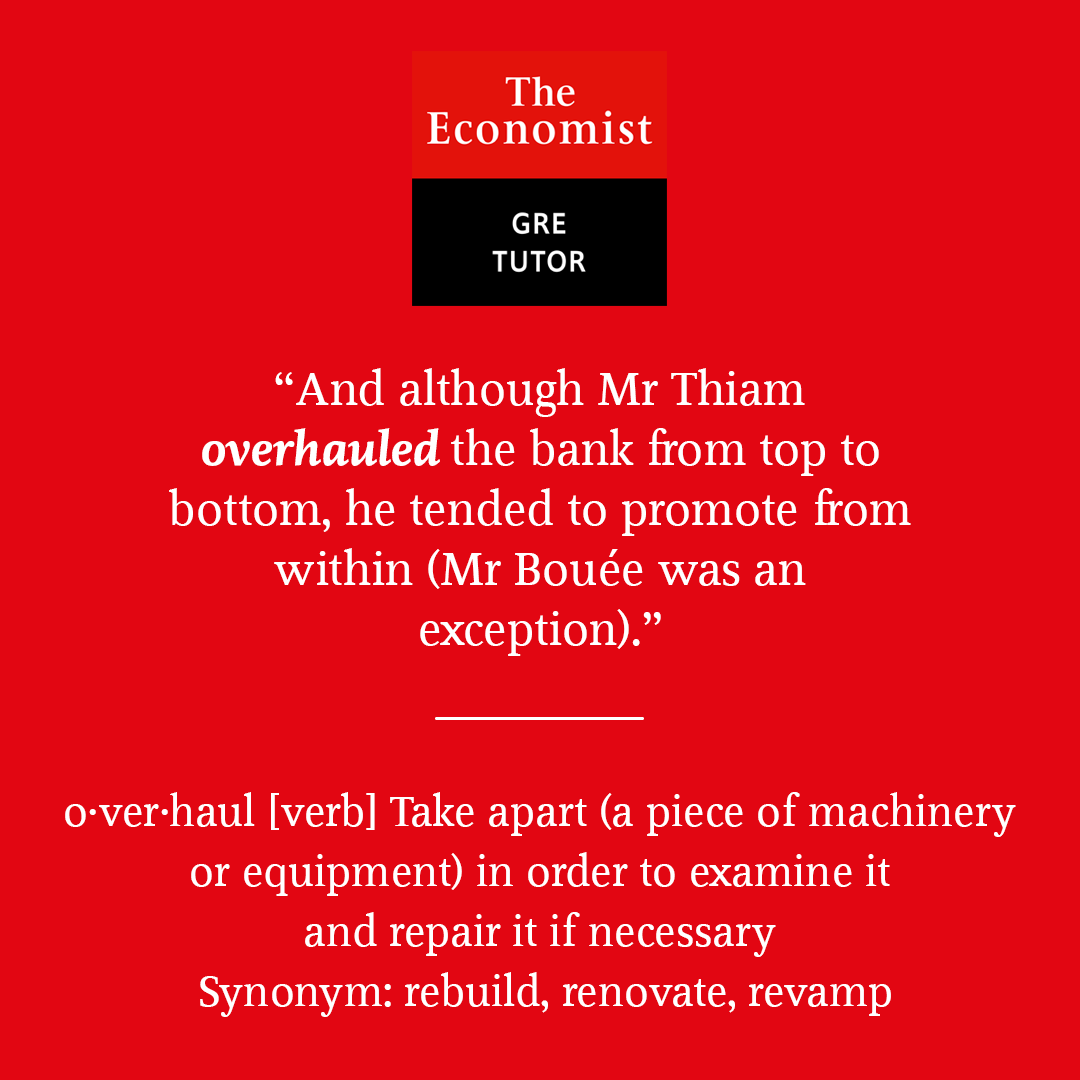 The
Economist
GRE
TUTOR
“And although Mr Thiam
overhauled the bank from top to
bottom, he tended to promote from
within (Mr Bouée was an
exception).”
o·ver·haul [verb] Take apart (a piece of machinery
or equipment) in order to examine it
and repair it if necessary
Synonym: rebuild, renovate, revamp